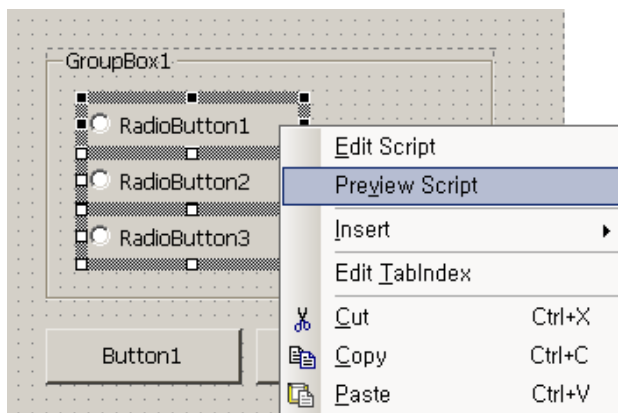 GroupBox1
RadioButton1
RadioButton2
RadioButton3
Button1
Edit Script
Preview Script
Insert
Edit TabIndex
Cut Ctrl+X
Copy Ctrl+C
Paste Ctrl+V